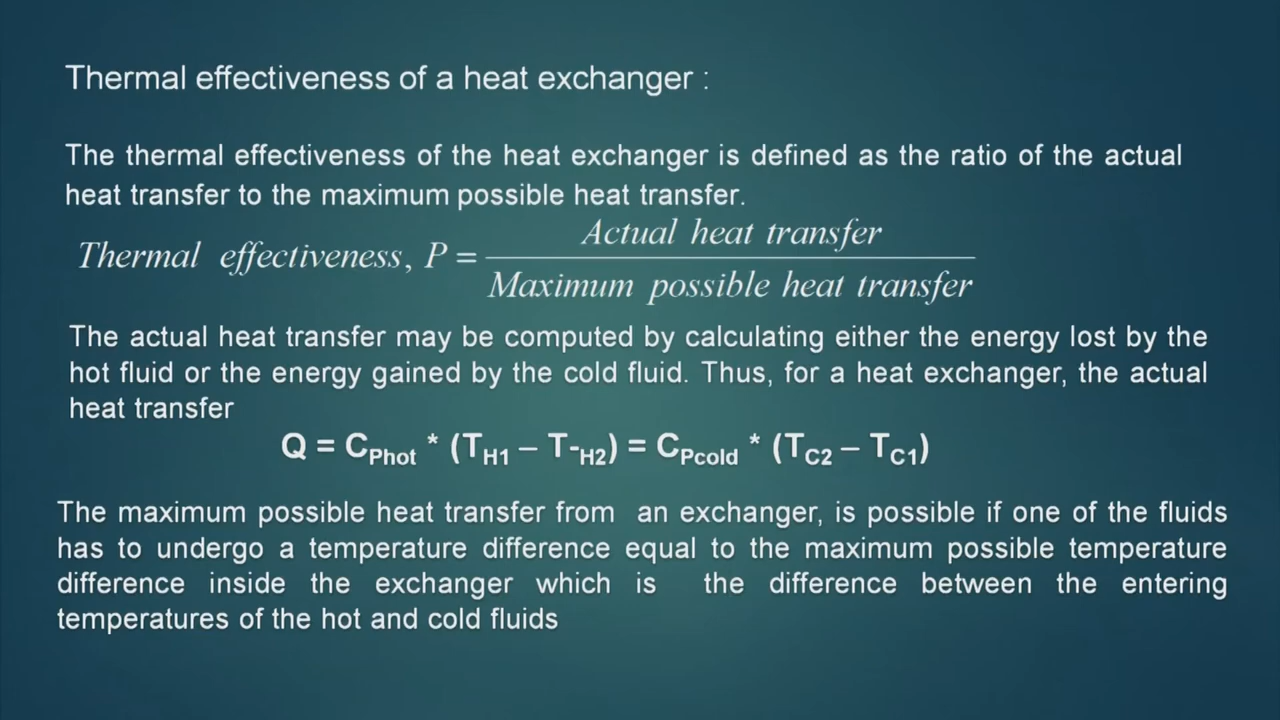 Thermal effectiveness of a heat exchanger :
The thermal effectiveness of the heat exchanger is defined as the ratio of the actual
heat transfer to the maximum possible heat transfer.
Thermal effectiveness, P = Actual heat transfer / Maximum possible heat transfer
The actual heat transfer may be computed by calculating either the energy lost by the
hot fluid or the energy gained by the cold fluid. Thus, for a heat exchanger, the actual
heat transfer
Q = C_Phot * (T_H1 – T-_H2) = C_Pcold * (T_C2 – T_C1)
The maximum possible heat transfer from an exchanger, is possible if one of the fluids
has to undergo a temperature difference equal to the maximum possible temperature
difference inside the exchanger which is the difference between the entering
temperatures of the hot and cold fluids